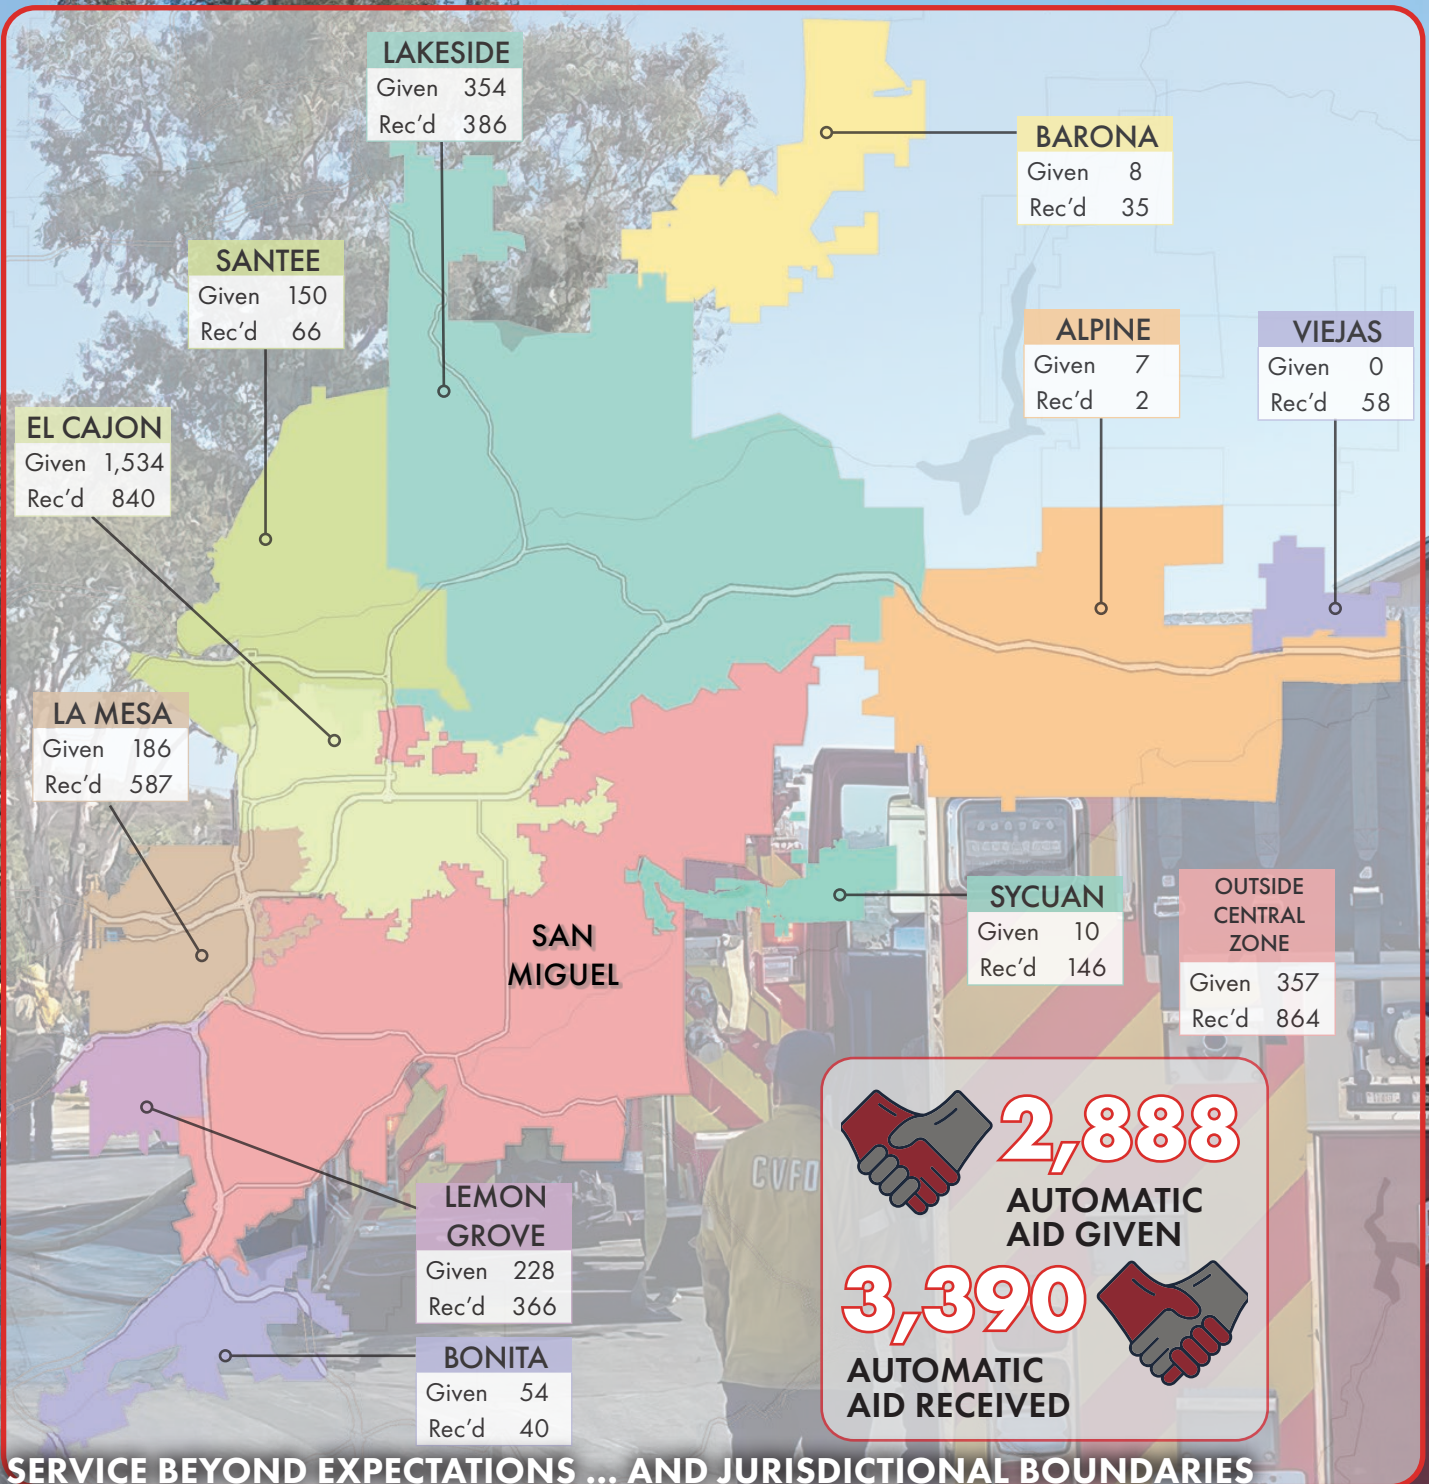 LAKESIDE
Given 354
Rec'd 386
BARONA
Given 8
Rec'd 35
SANTEE
Given 150
Rec'd 66
ALPINE
Given 7
Rec'd 2
VIEJAS
Given 0
Rec'd 58
EL CAJON
Given 1,534
Rec'd 840
LA MESA
Given 186
Rec'd 587
SAN
MIGUEL
SYCUAN
Given 10
Rec'd 146
OUTSIDE
CENTRAL
ZONE
Given 357
Rec'd 864
LEMON
GROVE
Given 228
Rec'd 366
BONITA
Given 54
Rec'd 40
CVFD
2,888
AUTOMATIC
AID GIVEN
3,390
AUTOMATIC
AID RECEIVED
SERVICE BEYOND EXPECTATIONS ... AND JURISDICTIONAL BOUNDARIES